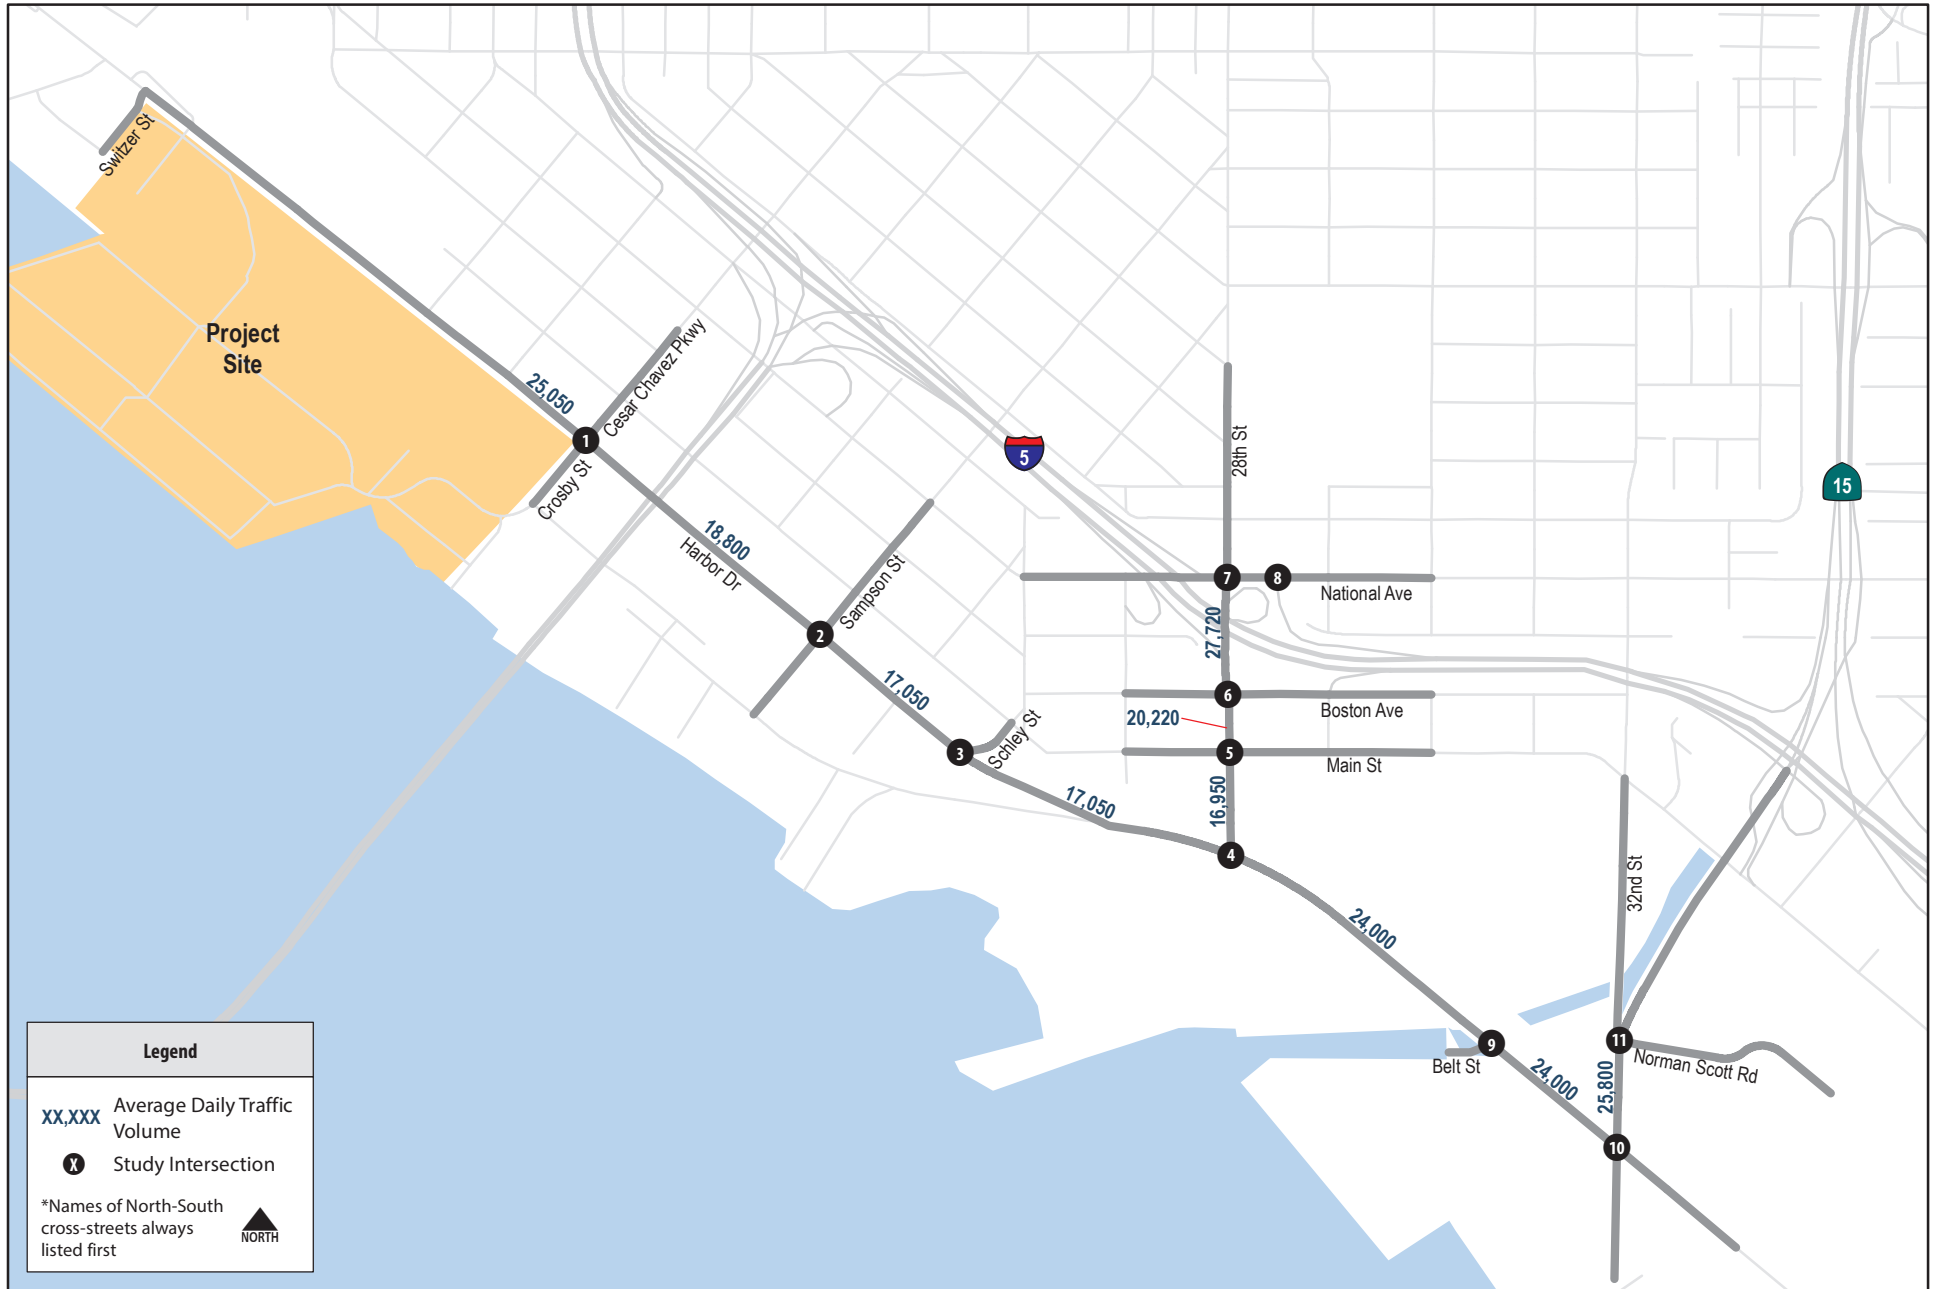 Switzer St
Project
Site
25,050
Cesar Chavez Pkwy
1
Crosby St
5
28th St
15
18,800
Harbor Dr
Sampson St
2
7
8
National Ave
27,720
17,050
6
Boston Ave
20,220
3
Schley St
5
Main St
17,050
16,950
4
32nd St
24,000
9
Belt St
11
Norman Scott Rd
24,000
25,800
10
Legend
XX,XXX
Average Daily Traffic
Volume
X
Study Intersection
*Names of North-South
cross-streets always
listed first
NORTH